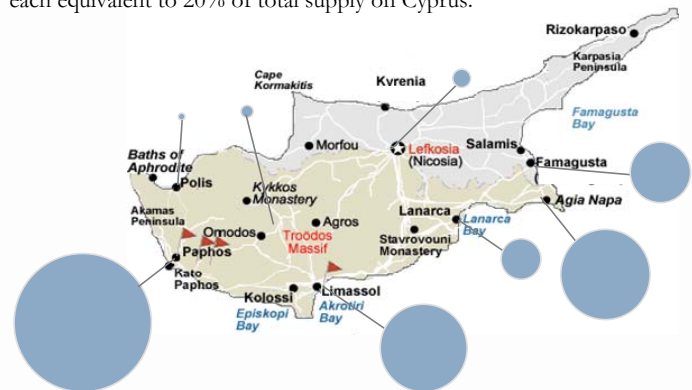 each equivalent to 20% of total supply on Cyprus.
Rizokarpaso
Karpasia
Peninsula
Cape
Kormakitis
Kvrenia
Famagusta
Bay
Morfou
Lefkosia
(Nicosia)
Salamis
Famagusta
Baths of
Aphrodite
Polis
Kykkos
Monastery
Agia Napa
Akamas
Peninsula
Omodos
Agros
Troodos
Massif
Lanarca
Lanarca
Bay
Stavrovouni
Monastery
Paphos
Kato
Paphos
Kolossi
Limassol
Episkopi
Bay
Akrotiri
Bay